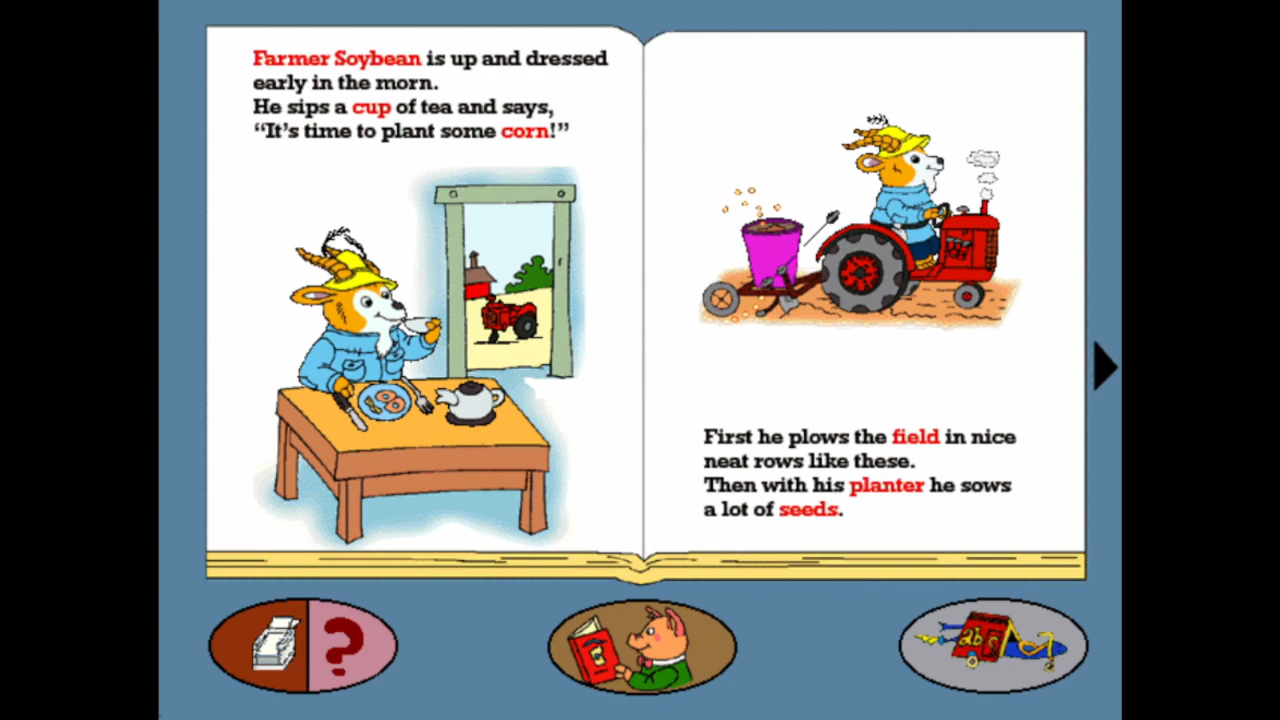 Farmer Soybean is up and dressed
early in the morn.
He sips a cup of tea and says,
“It’s time to plant some corn!”
First he plows the field in nice
neat rows like these.
Then with his planter he sows
a lot of seeds.
?
abc